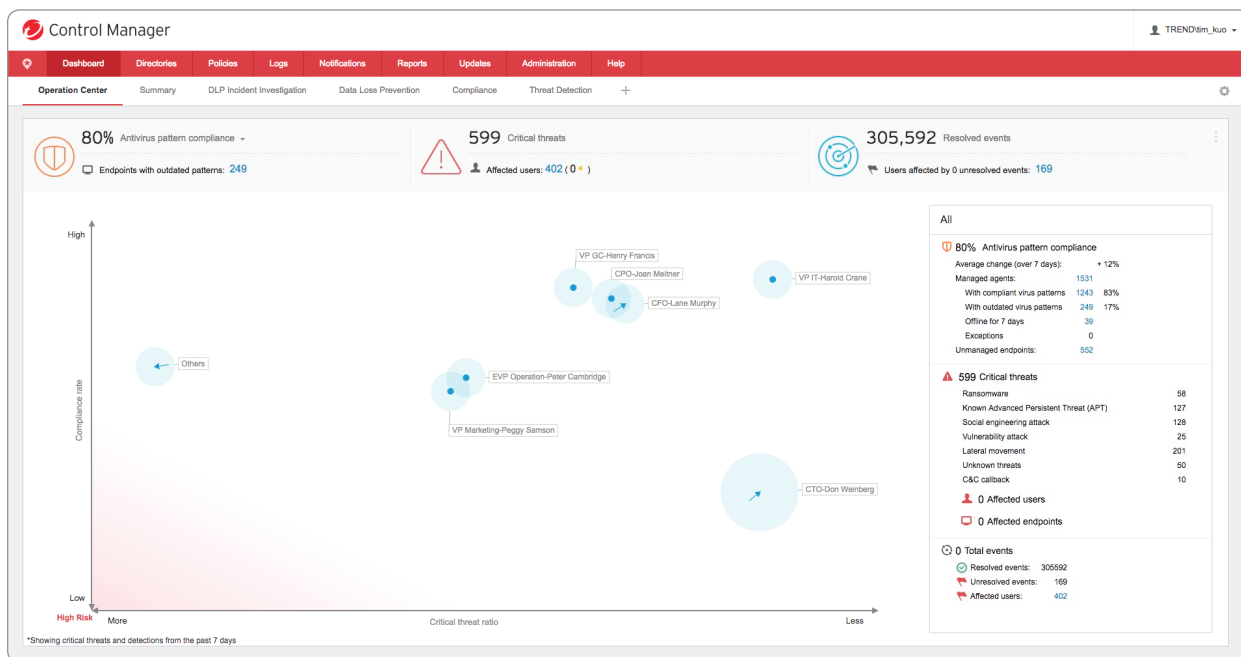 Control Manager
TREND\tim_kuo
Dashboard Directories Policies Logs Notifications Reports Updates Administration Help
Operation Center Summary DLP Incident Investigation Data Loss Prevention Compliance Threat Detection +
80% Antivirus pattern compliance
Endpoints with outdated patterns: 249
599 Critical threats
Affected users: 402 ( 0 )
305,592 Resolved events
Users affected by 0 unresolved events: 169
High
Compliance rate
Low
High Risk
More
Critical threat ratio
Less
VP GC-Henry Francis
CPO-Joan Meitner
CFO-Lane Murphy
VP IT-Harold Crane
Others
EVP Operation-Peter Cambridge
VP Marketing-Peggy Samson
CTO-Don Weinberg
*Showing critical threats and detections from the past 7 days
All
80% Antivirus pattern compliance
Average change (over 7 days): + 12%
Managed agents: 1531
With compliant virus patterns 1243 83%
With outdated virus patterns 249 17%
Offline for 7 days 39
Exceptions 0
Unmanaged endpoints: 552
599 Critical threats
Ransomware 58
Known Advanced Persistent Threat (APT) 127
Social engineering attack 128
Vulnerability attack 25
Lateral movement 201
Unknown threats 50
C&C callback 10
0 Affected users
0 Affected endpoints
0 Total events
Resolved events: 305592
Unresolved events: 169
Affected users: 402